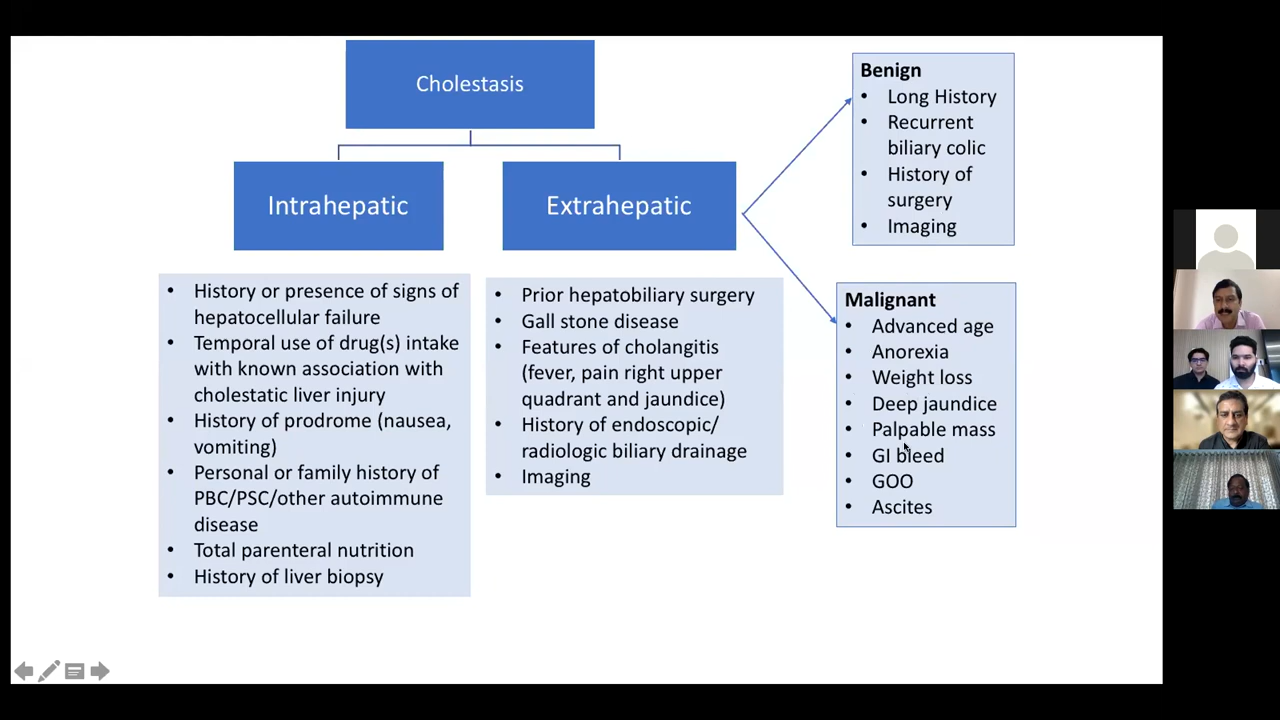 Cholestasis
Intrahepatic
Extrahepatic
• History or presence of signs of
hepatocellular failure
• Temporal use of drug(s) intake
with known association with
cholestatic liver injury
• History of prodrome (nausea,
vomiting)
• Personal or family history of
PBC/PSC/other autoimmune
disease
• Total parenteral nutrition
• History of liver biopsy
• Prior hepatobiliary surgery
• Gall stone disease
• Features of cholangitis
(fever, pain right upper
quadrant and jaundice)
• History of endoscopic/
radiologic biliary drainage
• Imaging
Benign
• Long History
• Recurrent
biliary colic
• History of
surgery
• Imaging
Malignant
• Advanced age
• Anorexia
• Weight loss
• Deep jaundice
• Palpable mass
• GI bleed
• GOO
• Ascites